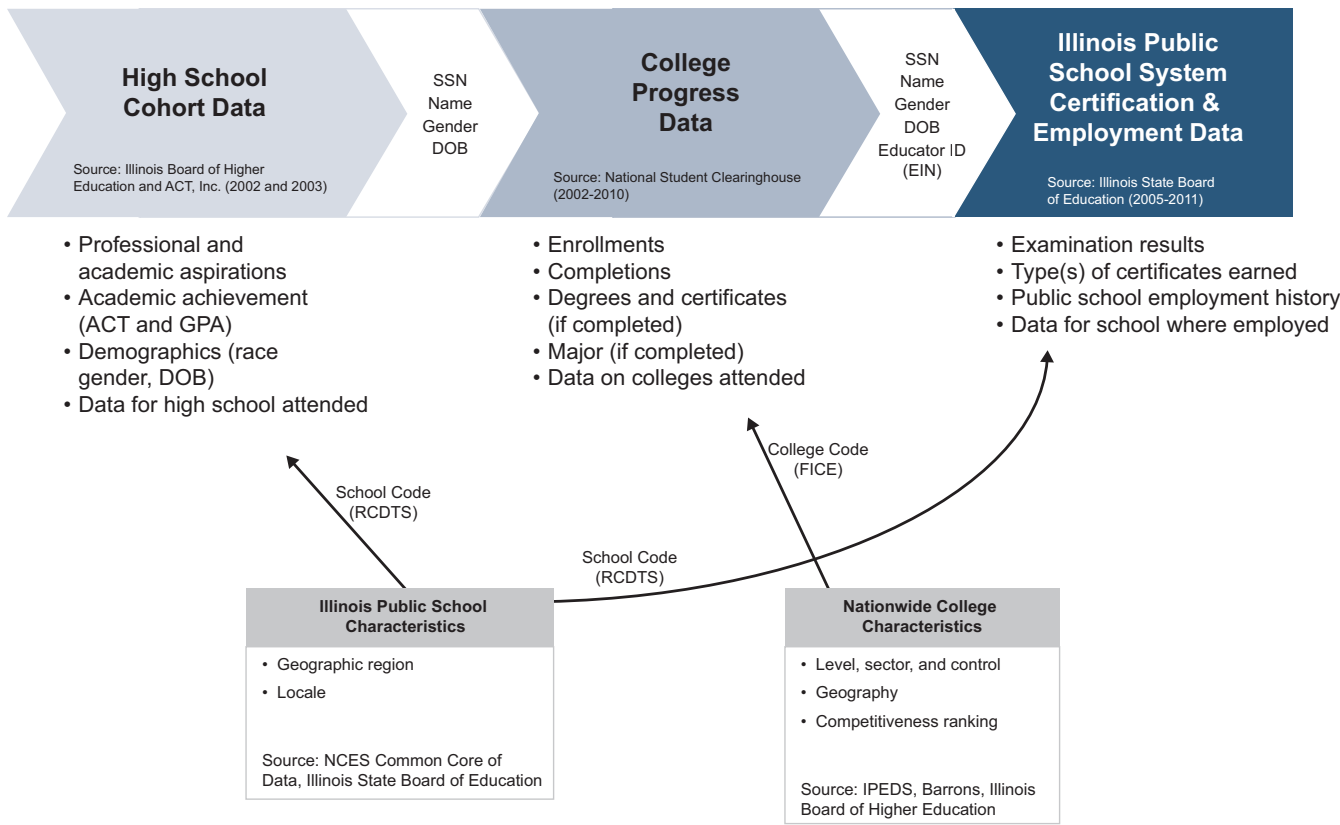 High School
Cohort Data
Source: Illinois Board of Higher
Education and ACT, Inc. (2002 and 2003)
SSN
Name
Gender
DOB
College
Progress
Data
Source: National Student Clearinghouse
(2002-2010)
SSN
Name
Gender
DOB
Educator ID
(EIN)
Illinois Public
School System
Certification &
Employment Data
Source: Illinois State Board
of Education (2005-2011)
• Professional and
academic aspirations
• Academic achievement
(ACT and GPA)
• Demographics (race
gender, DOB)
• Data for high school attended
• Enrollments
• Completions
• Degrees and certificates
(if completed)
• Major (if completed)
• Data on colleges attended
• Examination results
• Type(s) of certificates earned
• Public school employment history
• Data for school where employed
School Code
(RCDTS)
College Code
(FICE)
School Code
(RCDTS)
Illinois Public School
Characteristics
• Geographic region
• Locale
Source: NCES Common Core of
Data, Illinois State Board of Education
Nationwide College
Characteristics
• Level, sector, and control
• Geography
• Competitiveness ranking
Source: IPEDS, Barrons, Illinois
Board of Higher Education